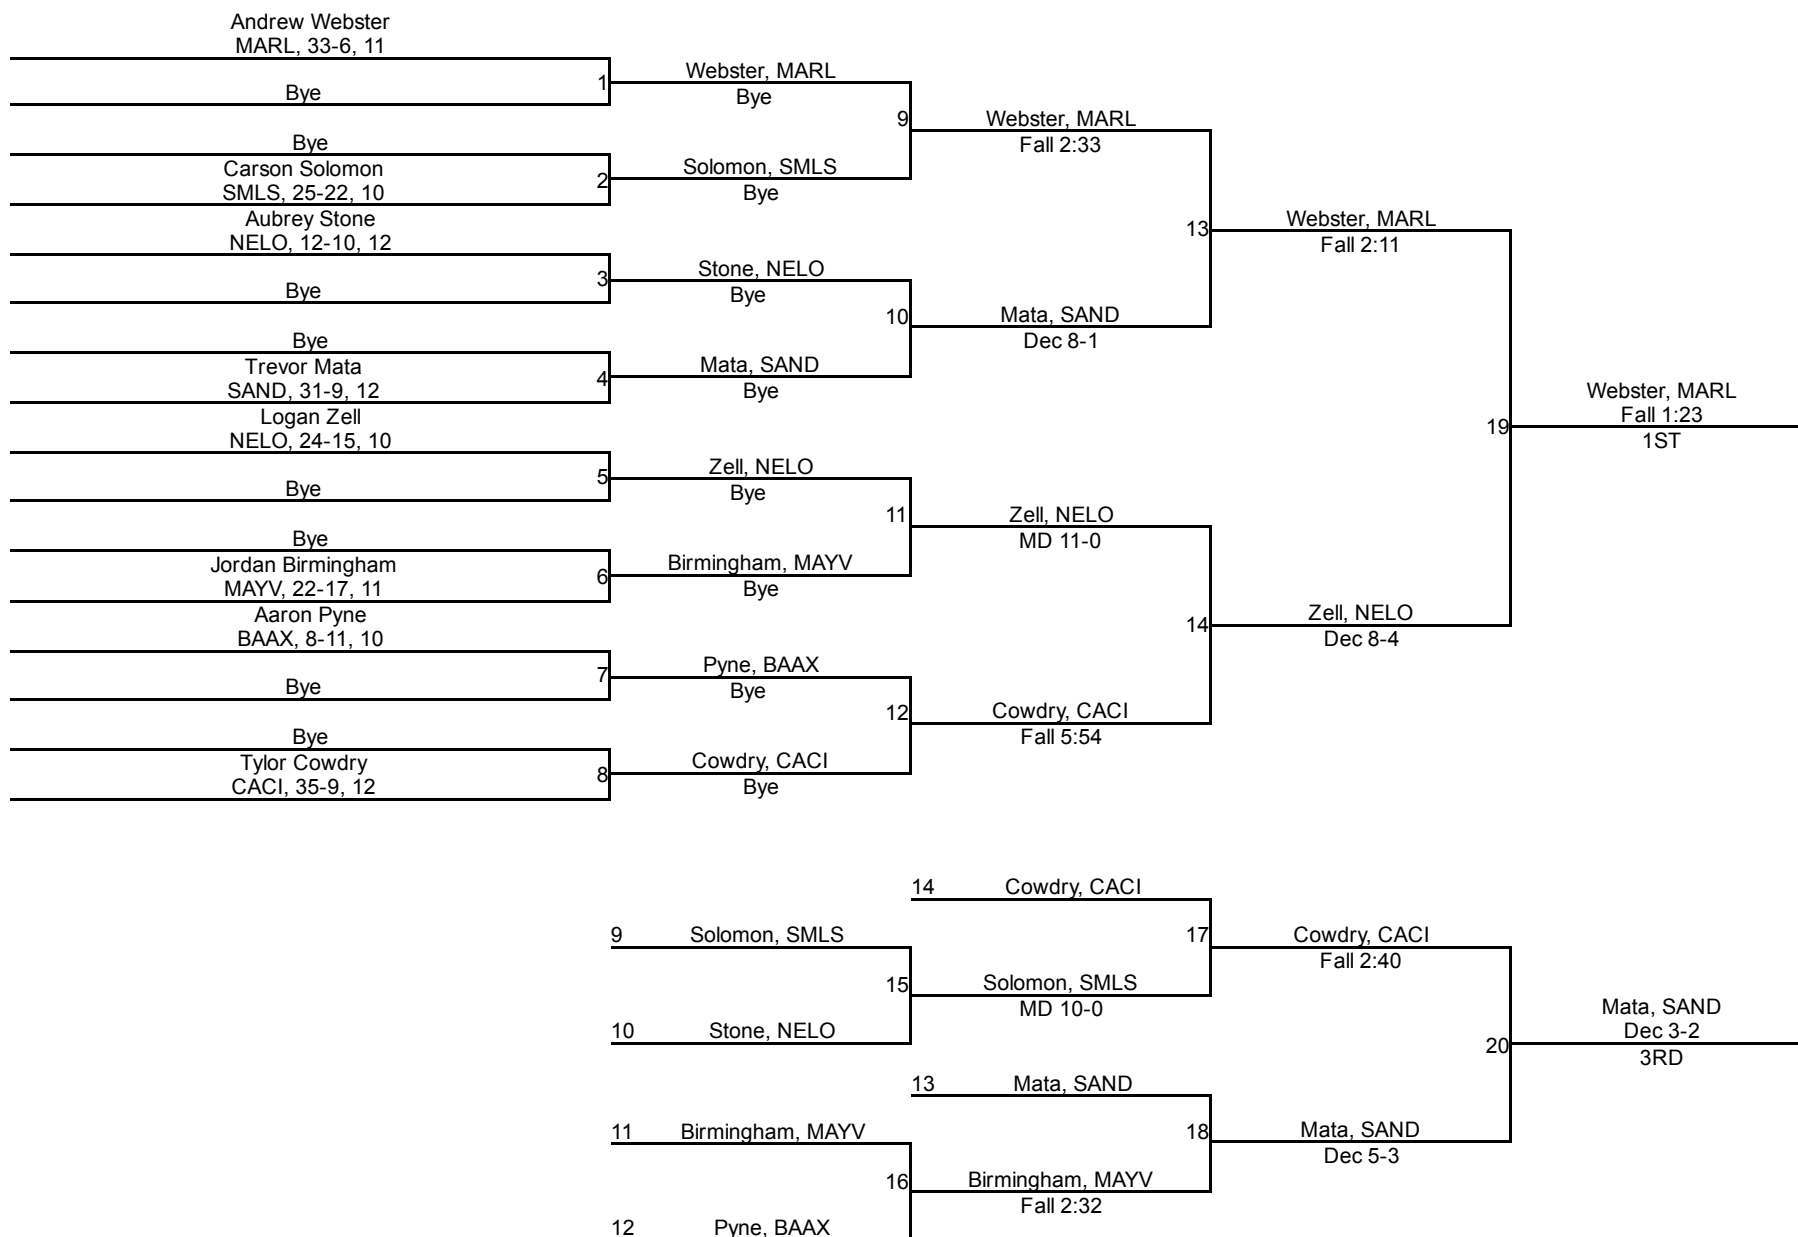 Andrew Webster
MARL, 33-6, 11
Bye
1
Webster, MARL
Bye
Bye
Carson Solomon
SMLS, 25-22, 10
2
Solomon, SMLS
Bye
9
Webster, MARL
Fall 2:33
Aubrey Stone
NELO, 12-10, 12
Bye
3
Stone, NELO
Bye
Bye
Trevor Mata
SAND, 31-9, 12
4
Mata, SAND
Bye
10
Mata, SAND
Dec 8-1
13
Webster, MARL
Fall 2:11
Logan Zell
NELO, 24-15, 10
Bye
5
Zell, NELO
Bye
Bye
Jordan Birmingham
MAYV, 22-17, 11
6
Birmingham, MAYV
Bye
11
Zell, NELO
MD 11-0
Aaron Pyne
BAAX, 8-11, 10
Bye
7
Pyne, BAAX
Bye
Bye
Tylor Cowdry
CACI, 35-9, 12
8
Cowdry, CACI
Bye
12
Cowdry, CACI
Fall 5:54
14
Zell, NELO
Dec 8-4
19
Webster, MARL
Fall 1:23
1ST
14
Cowdry, CACI
9
Solomon, SMLS
10
Stone, NELO
15
Solomon, SMLS
MD 10-0
17
Cowdry, CACI
Fall 2:40
13
Mata, SAND
11
Birmingham, MAYV
12
Pyne, BAAX
16
Birmingham, MAYV
Fall 2:32
18
Mata, SAND
Dec 5-3
20
Mata, SAND
Dec 3-2
3RD